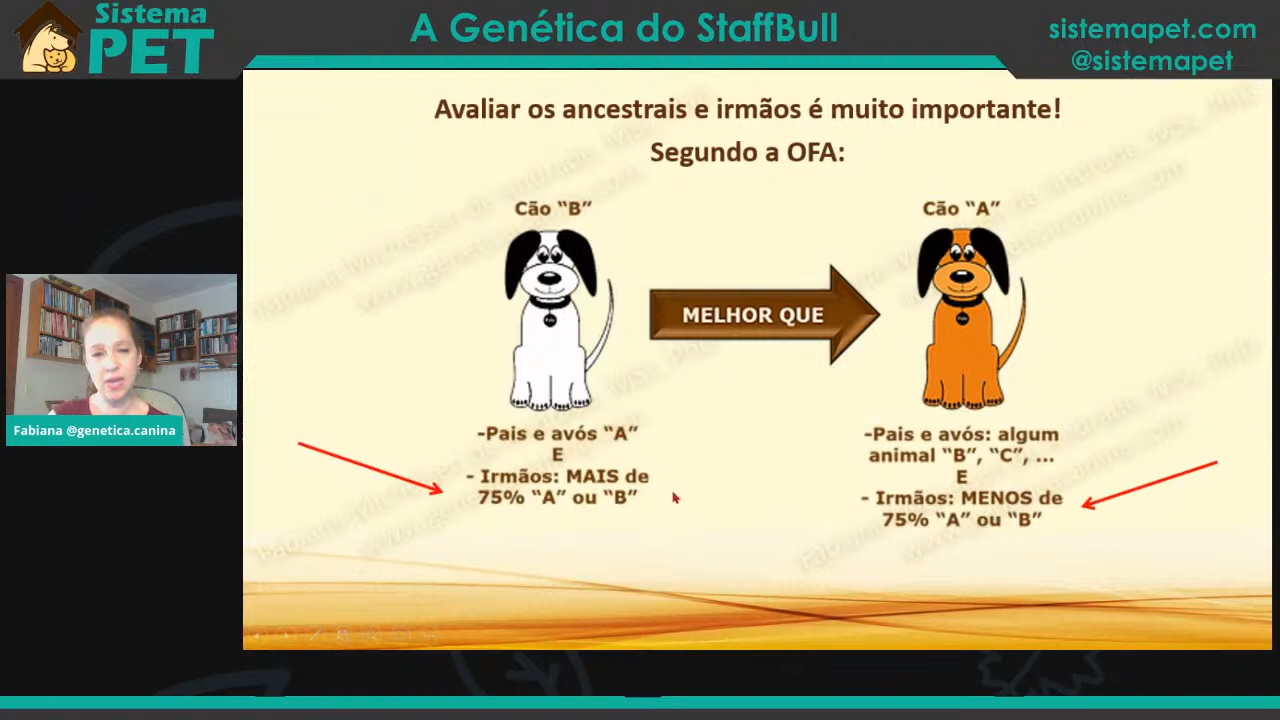 Sistema
PET
A Genética do StaffBull
sistemapet.com
@sistemapet
Avaliar os ancestrais e irmãos é muito importante!
Segundo a OFA:
Cão “B”
Cão “A”
MELHOR QUE
Fabiana @genetica.canina
-Pais e avós “A”
E
- Irmãos: MAIS de
75% “A” ou “B”
-Pais e avós: algum
animal “B”, “C”, ...
E
- Irmãos: MENOS de
75% “A” ou “B”